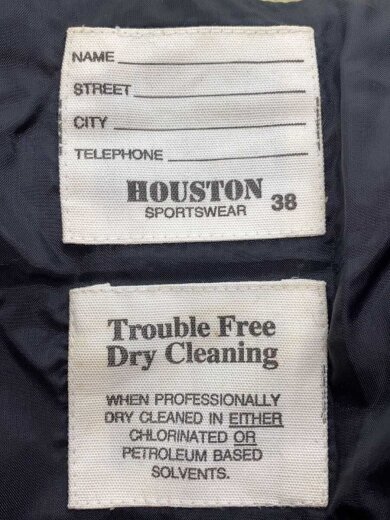 NAME
STREET
CITY
TELEPHONE
HOUSTON
SPORTSWEAR 38
Trouble Free
Dry Cleaning
WHEN PROFESSIONALLY
DRY CLEANED IN EITHER
CHLORINATED OR
PETROLEUM BASED
SOLVENTS.